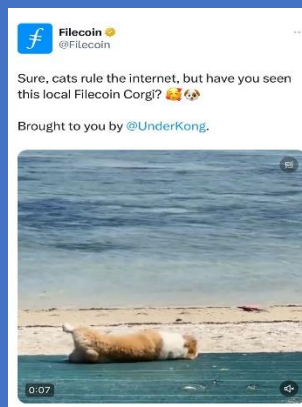 Filecoin
@Filecoin
Sure, cats rule the internet, but have you seen
this local Filecoin Corgi? 🥰🐶
Brought to you by @UnderKong.
0:07